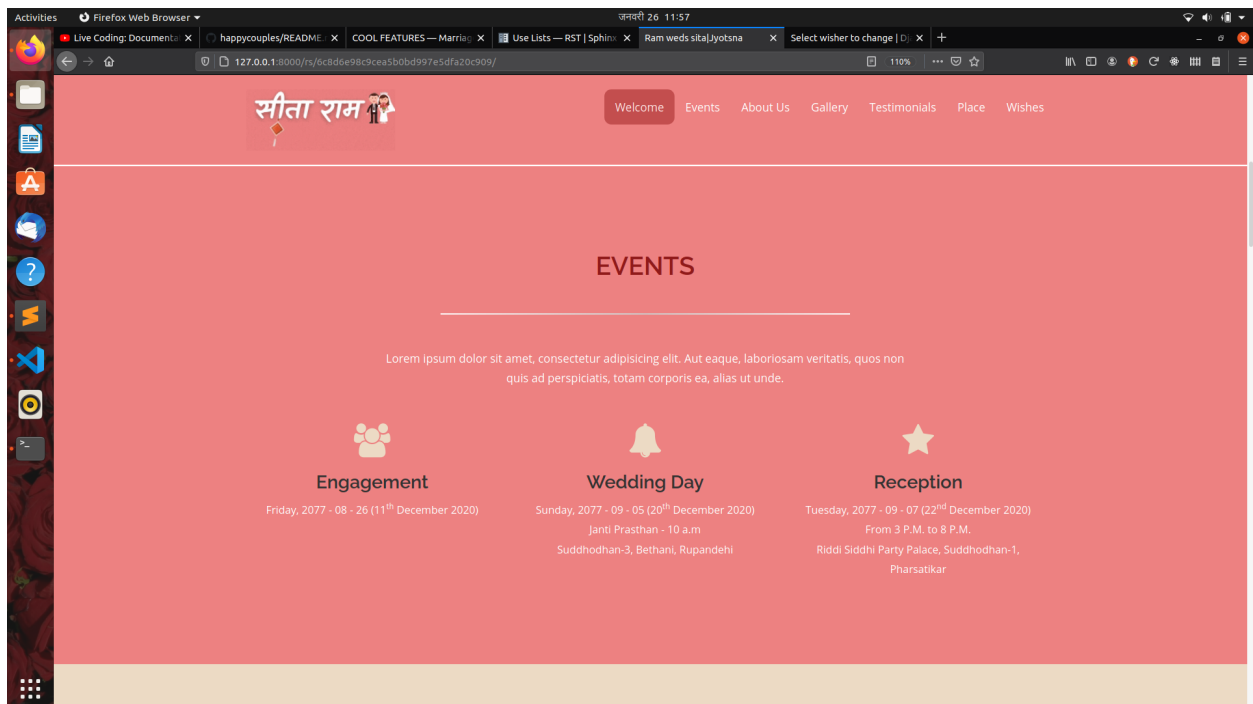 Activities Firefox Web Browser जनवरी 26 11:57
Live Coding: Documenta happycouples/README. COOL FEATURES — Marriag Use Lists — RST | Sphinx Ram weds sita|Jyotsna Select wisher to change | Dj
127.0.0.1:8000/rs/6c8d6e98c9cea5b0bd997e5dfa20c909/ 110%
सीता राम Welcome Events About Us Gallery Testimonials Place Wishes
EVENTS
Lorem ipsum dolor sit amet, consectetur adipisicing elit. Aut eaque, laboriosam veritatis, quos non
quis ad perspiciatis, totam corporis ea, alias ut unde.
Engagement
Friday, 2077 - 08 - 26 (11th December 2020)
Wedding Day
Sunday, 2077 - 09 - 05 (20th December 2020)
Janti Prasthan - 10 a.m
Suddhodhan-3, Bethani, Rupandehi
Reception
Tuesday, 2077 - 09 - 07 (22nd December 2020)
From 3 P.M. to 8 P.M.
Riddi Siddhi Party Palace, Suddhodhan-1,
Pharsatikar